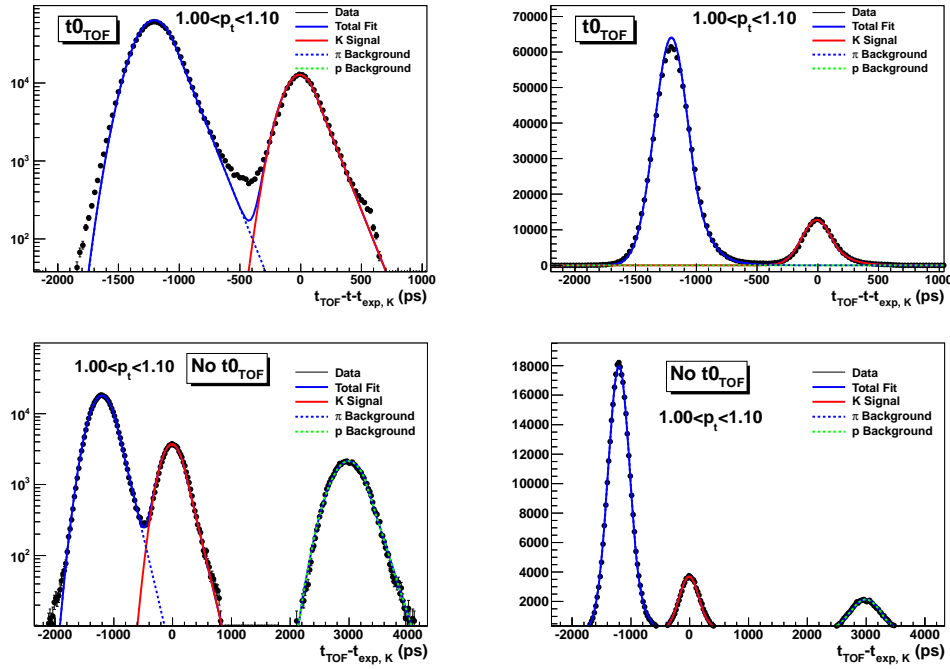 t0TOF
1.00<pt<1.10
Data
Total Fit
K Signal
π Background
p Background
10^4
10^3
10^2
-2000 -1500 -1000 -500 0 500 1000
tTOF-t-texp, K (ps)
t0TOF
1.00<pt<1.10
Data
Total Fit
K Signal
π Background
p Background
70000
60000
50000
40000
30000
20000
10000
0
-2000 -1500 -1000 -500 0 500 1000
tTOF-t-texp, K (ps)
1.00<pt<1.10
No t0TOF
Data
Total Fit
K Signal
π Background
p Background
10^4
10^3
10^2
-2000 -1000 0 1000 2000 3000 4000
tTOF-texp, K (ps)
No t0TOF
1.00<pt<1.10
Data
Total Fit
K Signal
π Background
p Background
18000
16000
14000
12000
10000
8000
6000
4000
2000
-2000 -1000 0 1000 2000 3000 4000
tTOF-texp, K (ps)